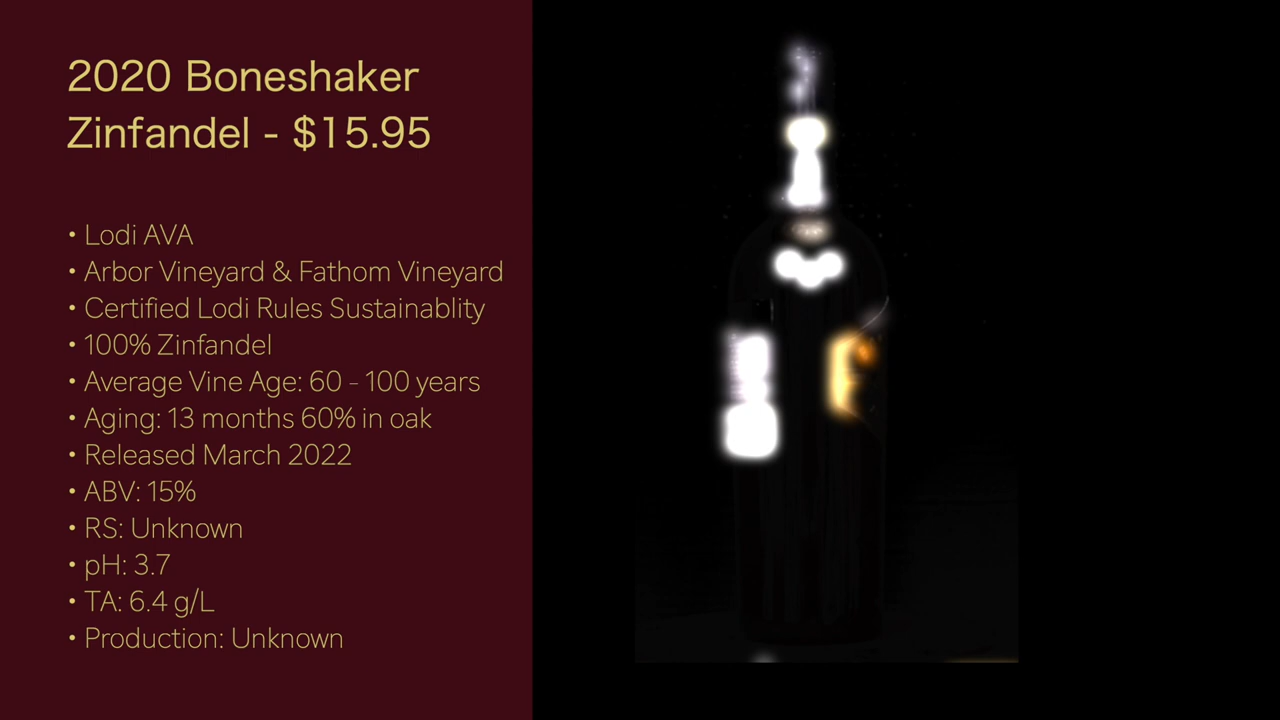 2020 Boneshaker
Zinfandel - $15.95
• Lodi AVA
• Arbor Vineyard & Fathom Vineyard
• Certified Lodi Rules Sustainablity
• 100% Zinfandel
• Average Vine Age: 60 - 100 years
• Aging: 13 months 60% in oak
• Released March 2022
• ABV: 15%
• RS: Unknown
• pH: 3.7
• TA: 6.4 g/L
• Production: Unknown